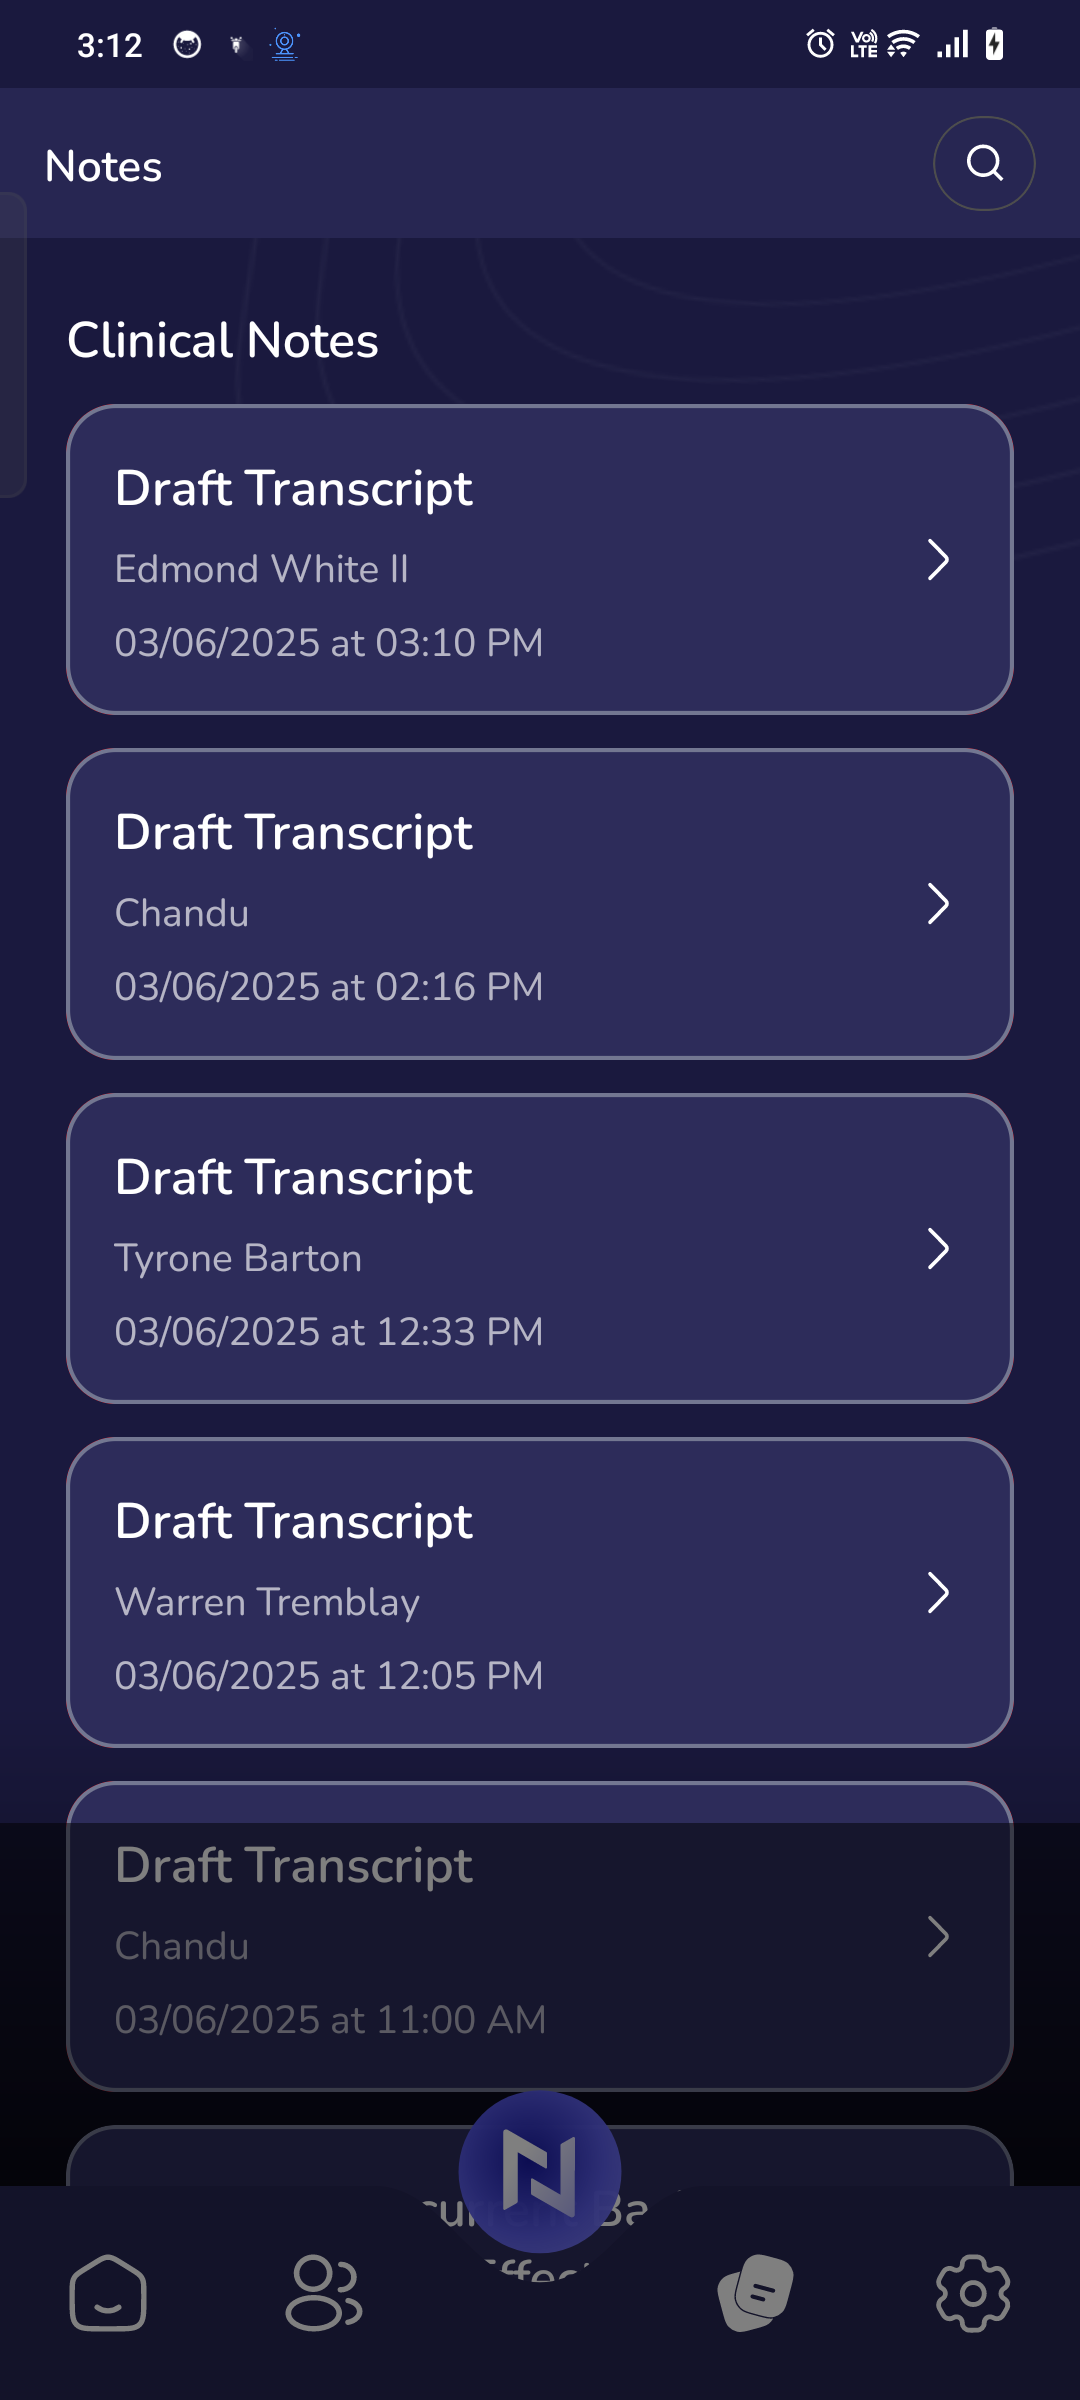 3:12
Vo)) LTE
Notes
Clinical Notes
Draft Transcript
Edmond White II
03/06/2025 at 03:10 PM
Draft Transcript
Chandu
03/06/2025 at 02:16 PM
Draft Transcript
Tyrone Barton
03/06/2025 at 12:33 PM
Draft Transcript
Warren Tremblay
03/06/2025 at 12:05 PM
Draft Transcript
Chandu
03/06/2025 at 11:00 AM